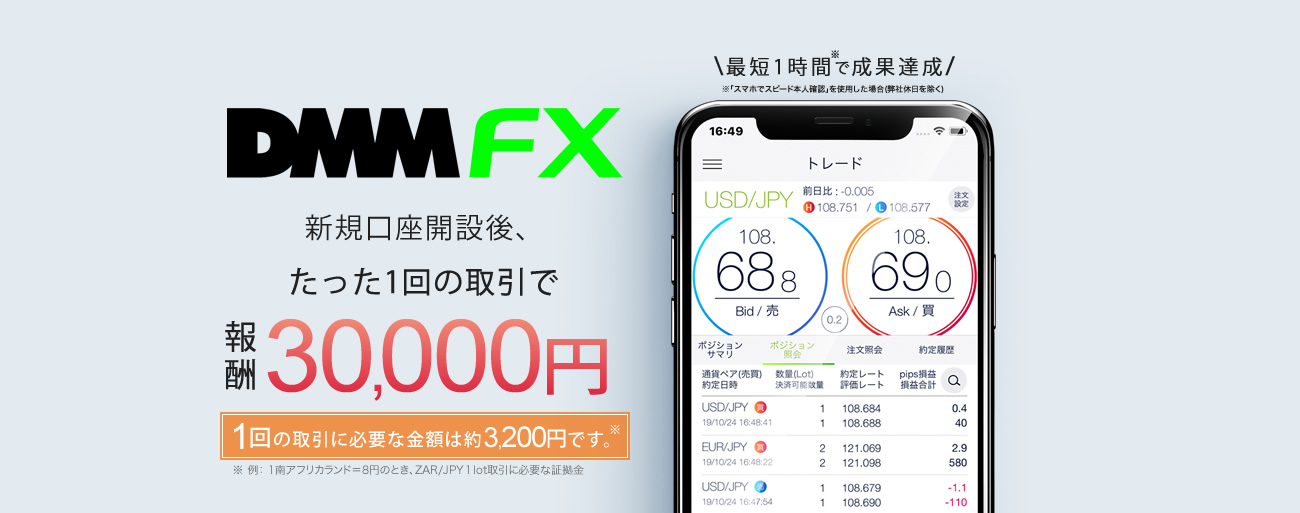 DMM FX
新規口座開設後、
たった1回の取引で
報酬 30,000円
1回の取引に必要な金額は約3,200円です。※
※ 例： 1南アフリカランド＝8円のとき、ZAR/JPY 1 lot取引に必要な証拠金
\最短1時間※で成果達成/
※「スマホでスピード本人確認」を使用した場合(弊社休日を除く)
16:49
トレード
USD/JPY
前日比 : -0.005
H 108.751 / L 108.577
注文
設定
108.
68 8
Bid / 売
0.2
108.
69 0
Ask / 買
ポジション
サマリ
ポジション
照会
注文照会
約定履歴
通貨ペア(売買) 数量(Lot) 約定レート pips損益
約定日時 決済可能数量 評価レート 損益合計
USD/JPY 買 1 108.684 0.4
19/10/24 16:48:41 1 108.688 40
EUR/JPY 買 2 121.069 2.9
19/10/24 16:48:22 2 121.098 580
USD/JPY 売 1 108.679 -1.1
19/10/24 16:47:54 1 108.690 -110